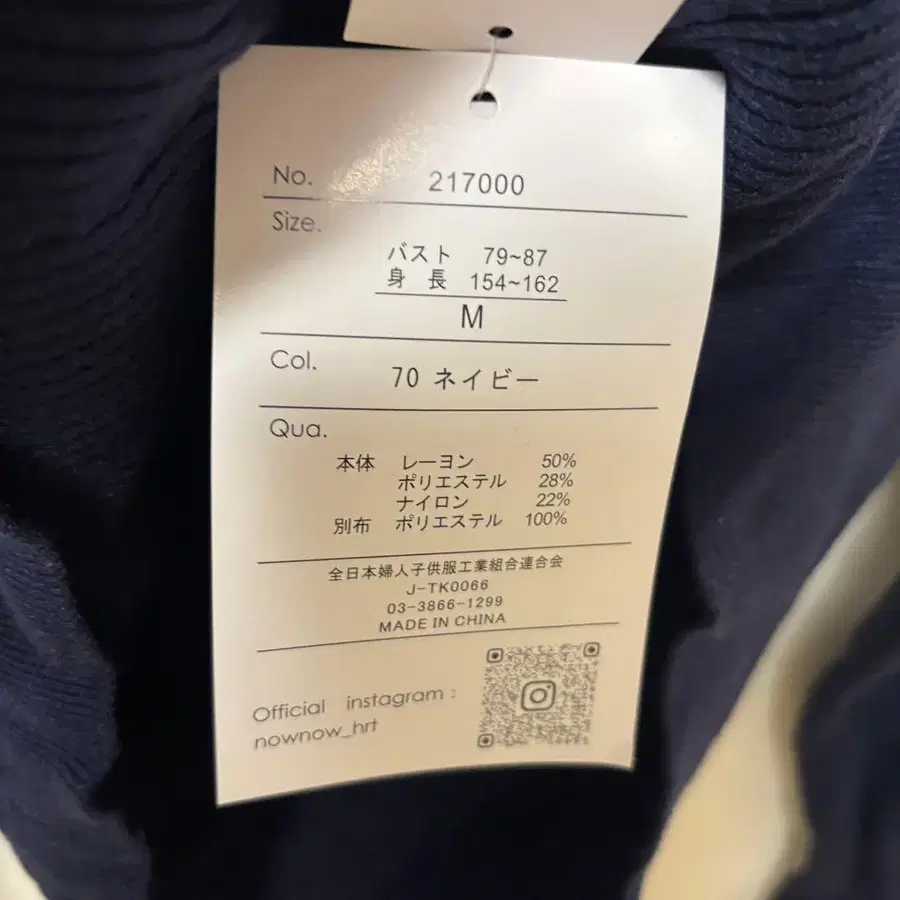 No. 217000
Size.
バスト 79~87
身 長 154~162
M
Col. 70 ネイビー
Qua.
本体 レーヨン 50%
ポリエステル 28%
ナイロン 22%
別布 ポリエステル 100%
全日本婦人子供服工業組合連合会
J-TK0066
03-3866-1299
MADE IN CHINA
Official instagram :
nownow_hrt